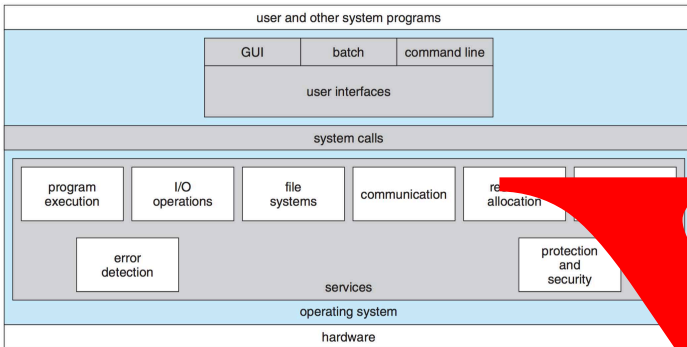 user and other system programs
GUI
batch
command line
user interfaces
system calls
program
execution
I/O
operations
file
systems
communication
allocation
error
detection
protection
and
security
services
operating system
hardware